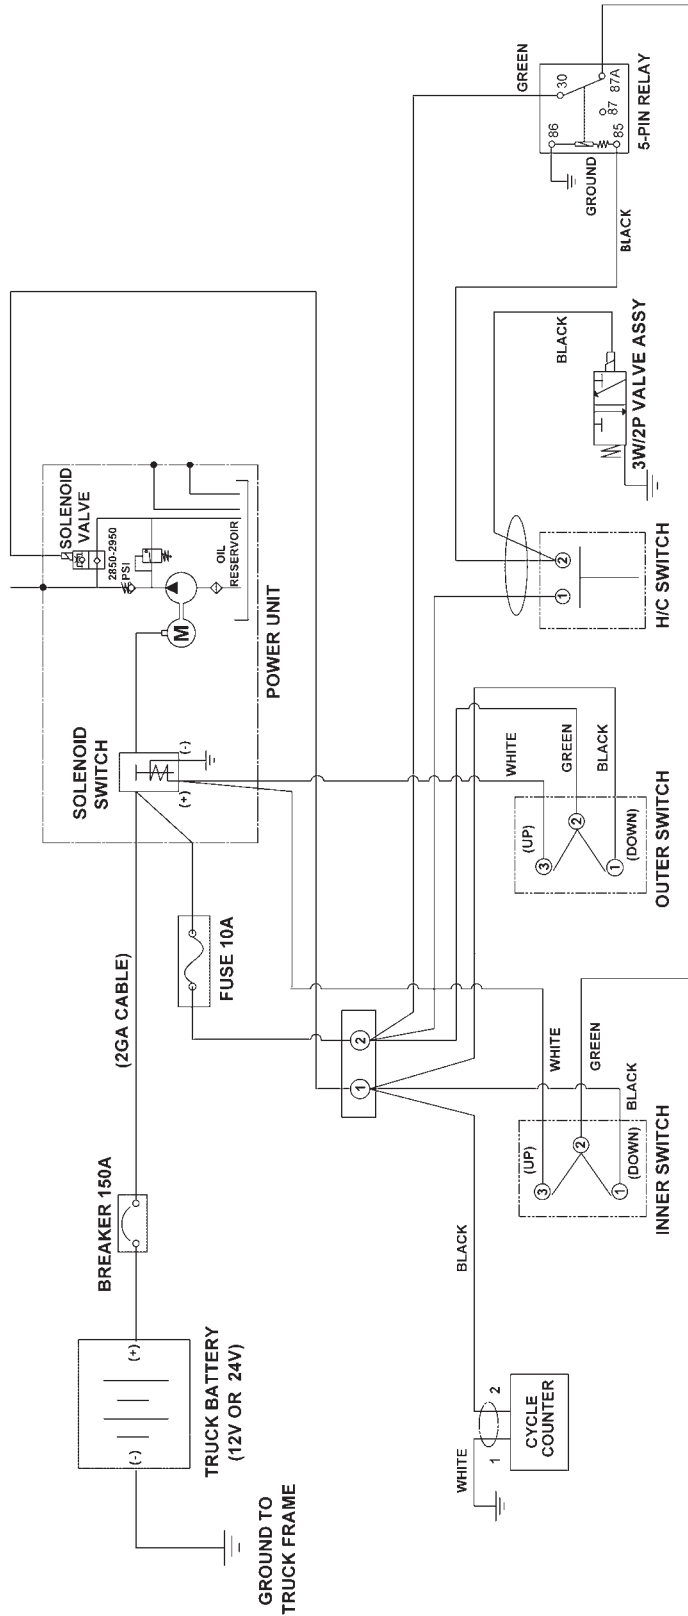 TRUCK BATTERY
(12V OR 24V)
(-)
(+)
GROUND TO
TRUCK FRAME
BREAKER 150A
(2GA CABLE)
FUSE 10A
SOLENOID
SWITCH
(+)
(-)
M
SOLENOID
VALVE
2850-2950
PSI
OIL
RESERVOIR
POWER UNIT
1
2
BLACK
WHITE
1
2
CYCLE
COUNTER
WHITE
GREEN
BLACK
(UP)
3
2
1
(DOWN)
INNER SWITCH
WHITE
GREEN
BLACK
(UP)
3
2
1
(DOWN)
OUTER SWITCH
1
2
H/C SWITCH
BLACK
3W/2P VALVE ASSY
BLACK
GREEN
GROUND
86
30
87
85
87A
5-PIN RELAY